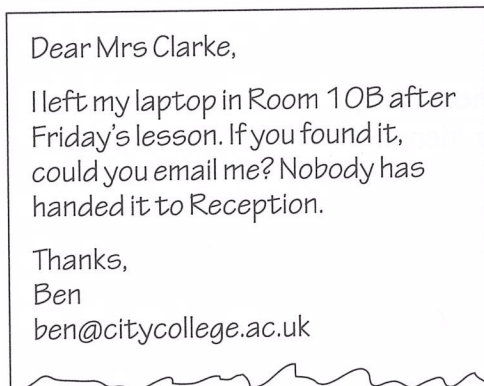 Dear Mrs Clarke,
I left my laptop in Room 10B after
Friday's lesson. If you found it,
could you email me? Nobody has
handed it to Reception.
Thanks,
Ben
ben@citycollege.ac.uk